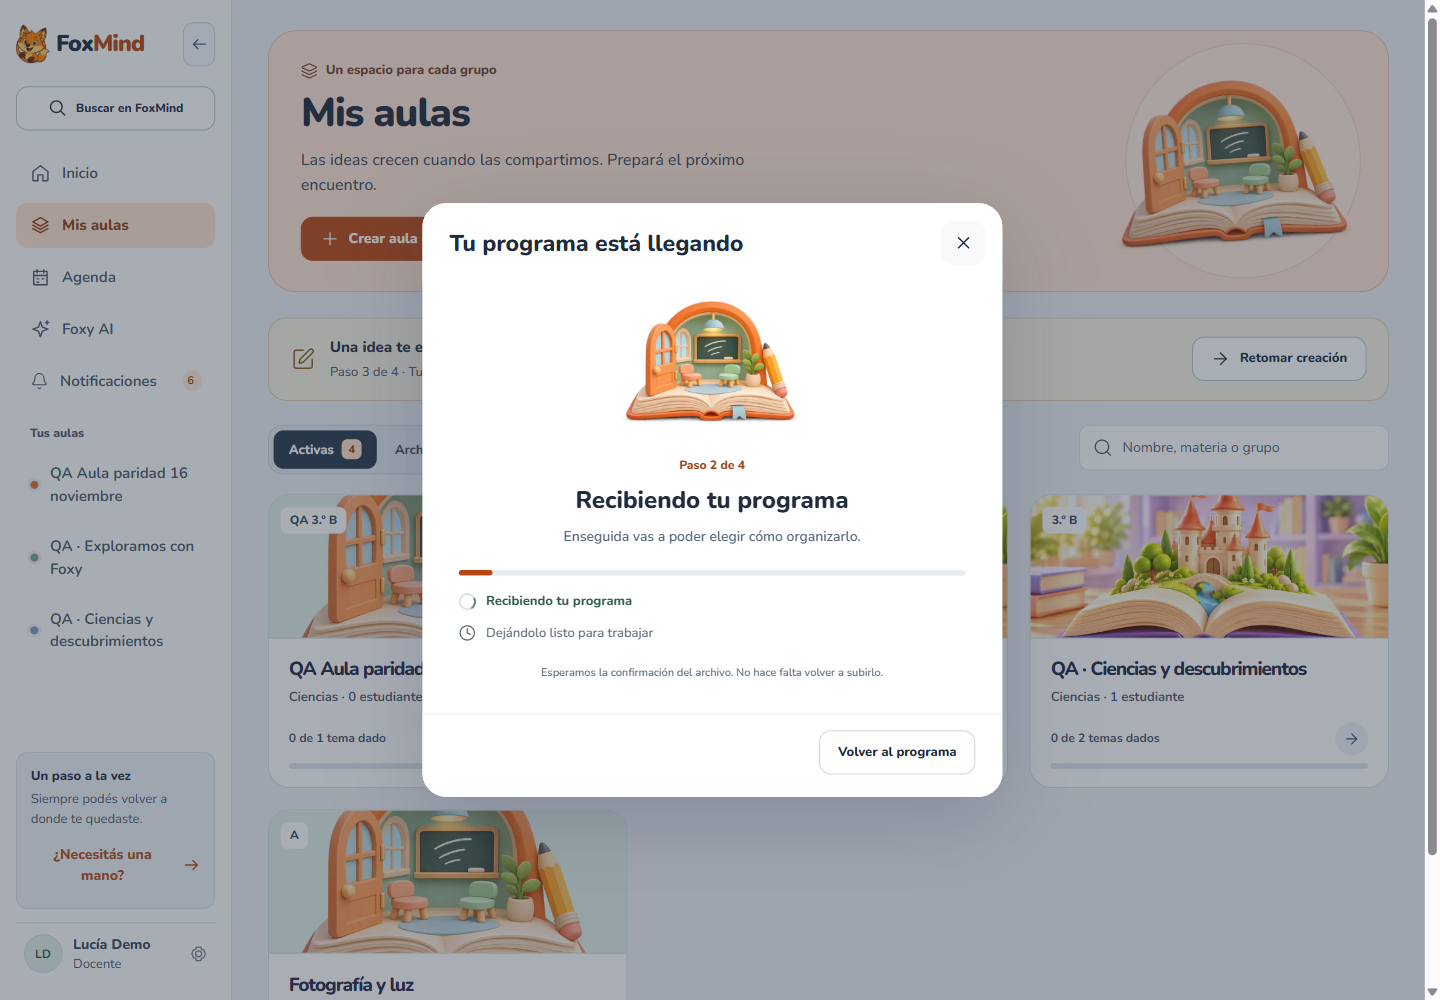 FoxMind
Buscar en FoxMind
Inicio
Mis aulas
Agenda
Foxy AI
Notificaciones 6
Tus aulas
QA Aula paridad 16
noviembre
QA · Exploramos con
Foxy
QA · Ciencias y
descubrimientos
Un paso a la vez
Siempre podés volver a
donde te quedaste.
¿Necesitás una
mano?
LD
Lucía Demo
Docente
Un espacio para cada grupo
Mis aulas
Las ideas crecen cuando las compartimos. Prepará el próximo
encuentro.
Crear aula
Una idea te e
Paso 3 de 4 · Tu
Retomar creación
Activas 4
Arch
Nombre, materia o grupo
QA 3.º B
QA Aula paridad
Ciencias · 0 estudiante
0 de 1 tema dado
3.º B
QA · Ciencias y descubrimientos
Ciencias · 1 estudiante
0 de 2 temas dados
A
Fotografía y luz
Tu programa está llegando
Paso 2 de 4
Recibiendo tu programa
Enseguida vas a poder elegir cómo organizarlo.
Recibiendo tu programa
Dejándolo listo para trabajar
Esperamos la confirmación del archivo. No hace falta volver a subirlo.
Volver al programa